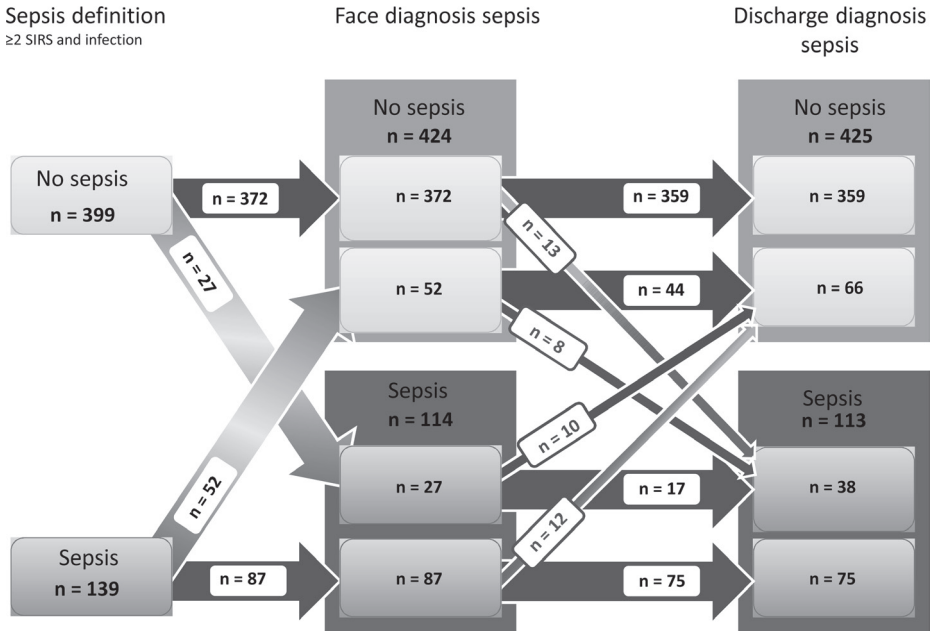 Sepsis definition
≥2 SIRS and infection
Face diagnosis sepsis
Discharge diagnosis
sepsis
No sepsis
n = 399
n = 372
n = 27
n = 52
Sepsis
n = 139
n = 87
No sepsis
n = 424
n = 372
n = 52
Sepsis
n = 114
n = 27
n = 87
n = 359
n = 13
n = 44
n = 8
n = 10
n = 17
n = 12
n = 75
No sepsis
n = 425
n = 359
n = 66
Sepsis
n = 113
n = 38
n = 75